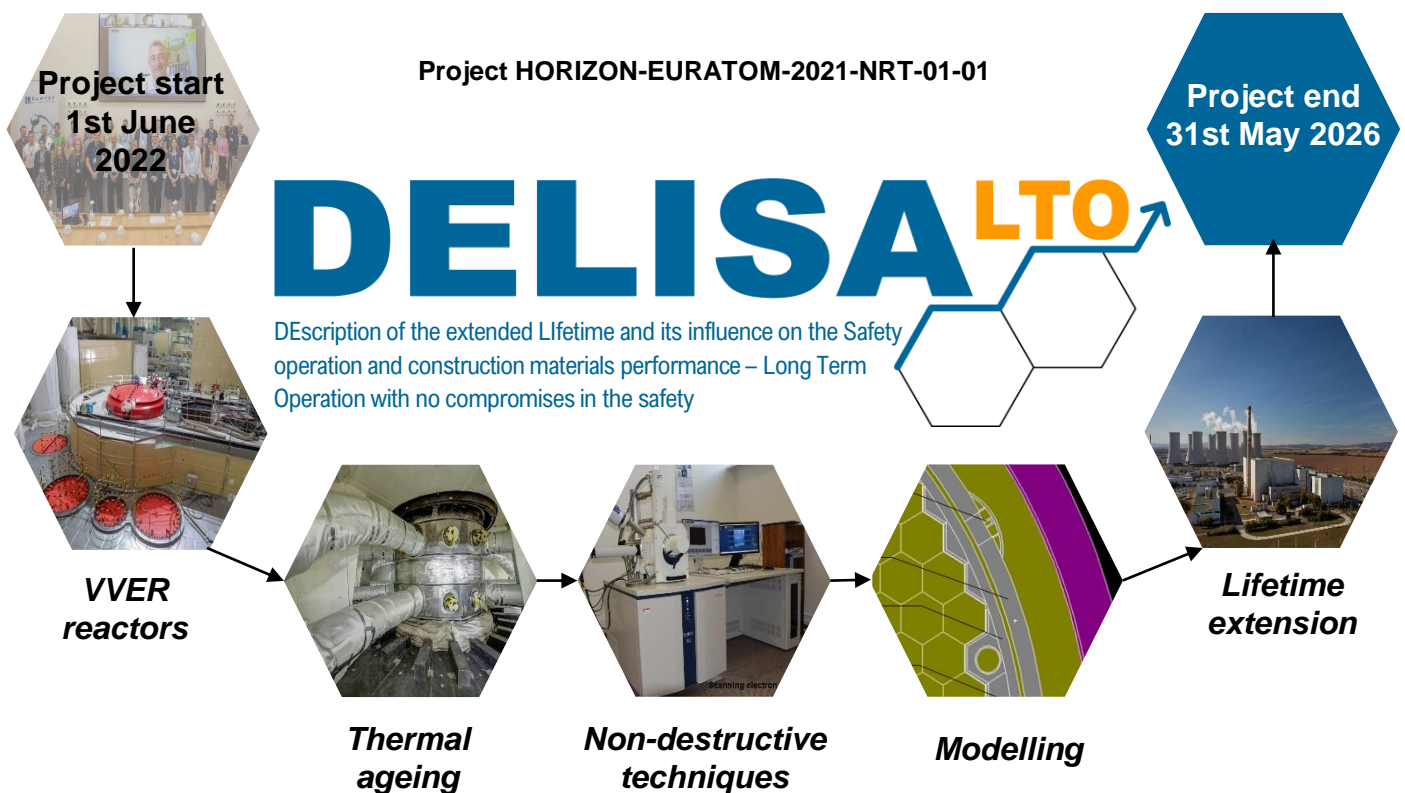 Project start
1st June
2022
Project HORIZON-EURATOM-2021-NRT-01-01
Project end
31st May 2026
DELISA
LTO
DEscription of the extended LIfetime and its influence on the Safety
operation and construction materials performance – Long Term
Operation with no compromises in the safety
VVER
reactors
Thermal
ageing
Scanning electron
Non-destructive
techniques
Modelling
Lifetime
extension